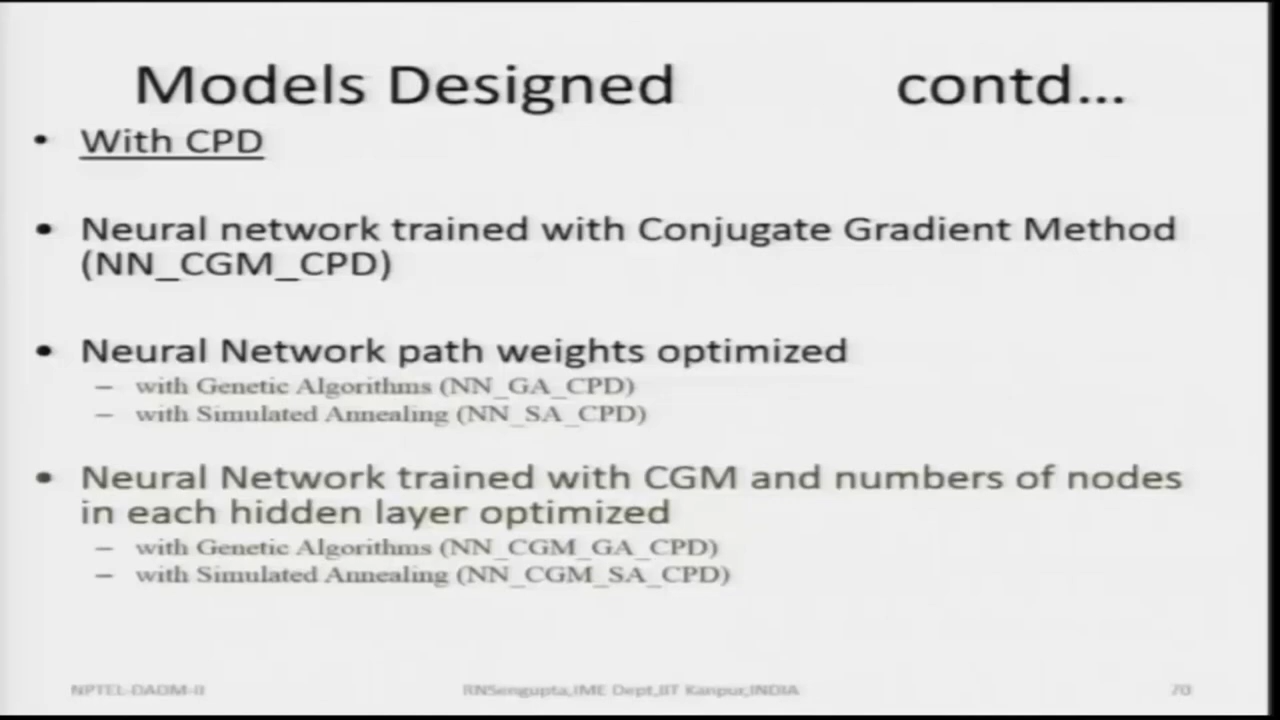 Models Designed contd...
• With CPD
• Neural network trained with Conjugate Gradient Method
(NN_CGM_CPD)
• Neural Network path weights optimized
– with Genetic Algorithms (NN_GA_CPD)
– with Simulated Annealing (NN_SA_CPD)
• Neural Network trained with CGM and numbers of nodes
in each hidden layer optimized
– with Genetic Algorithms (NN_CGM_GA_CPD)
– with Simulated Annealing (NN_CGM_SA_CPD)
NPTEL-DADM-II RNSengupta,IME Dept,IIT Kanpur,INDIA 70